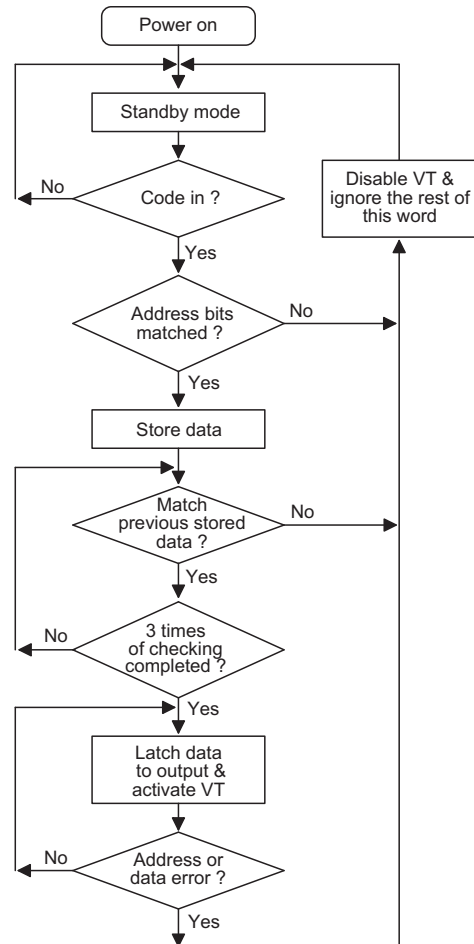 Power on
Standby mode
No
Code in ?
Disable VT &
ignore the rest of
this word
Yes
Address bits
matched ?
No
Yes
Store data
Match
previous stored
data ?
No
Yes
No
3 times
of checking
completed ?
Yes
Latch data
to output &
activate VT
No
Address or
data error ?
Yes